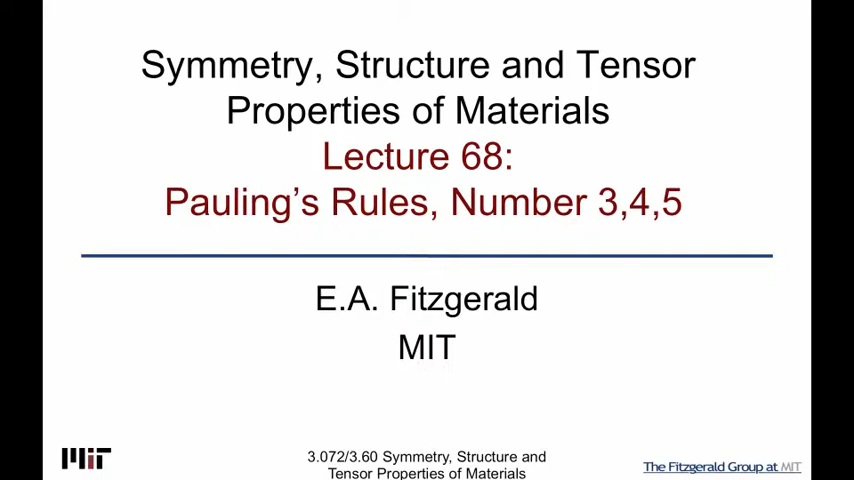 Symmetry, Structure and Tensor
Properties of Materials
Lecture 68:
Pauling’s Rules, Number 3,4,5
E.A. Fitzgerald
MIT
MIT
3.072/3.60 Symmetry, Structure and
Tensor Properties of Materials
The Fitzgerald Group at MIT